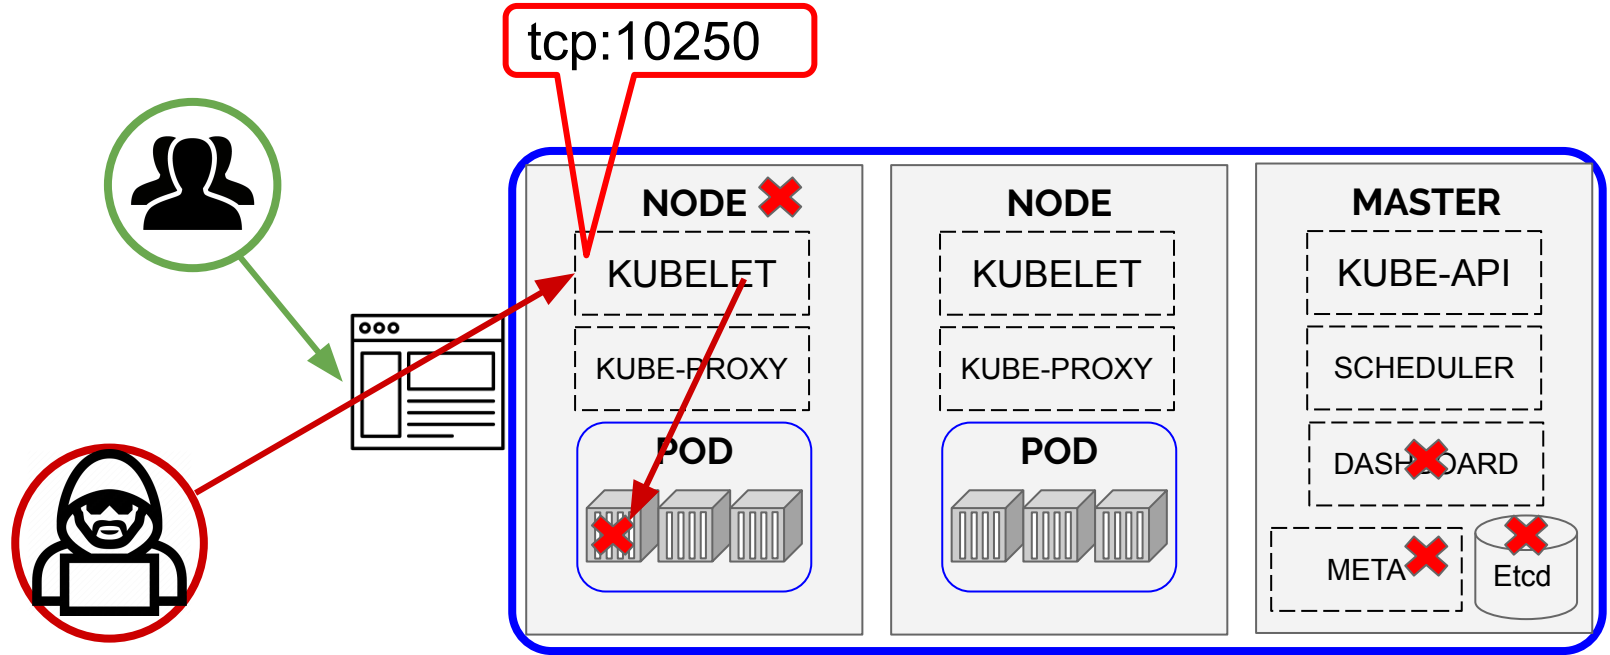 tcp:10250
NODE
KUBELET
KUBE-PROXY
POD
NODE
KUBELET
KUBE-PROXY
POD
MASTER
KUBE-API
SCHEDULER
DASHBOARD
META
Etcd